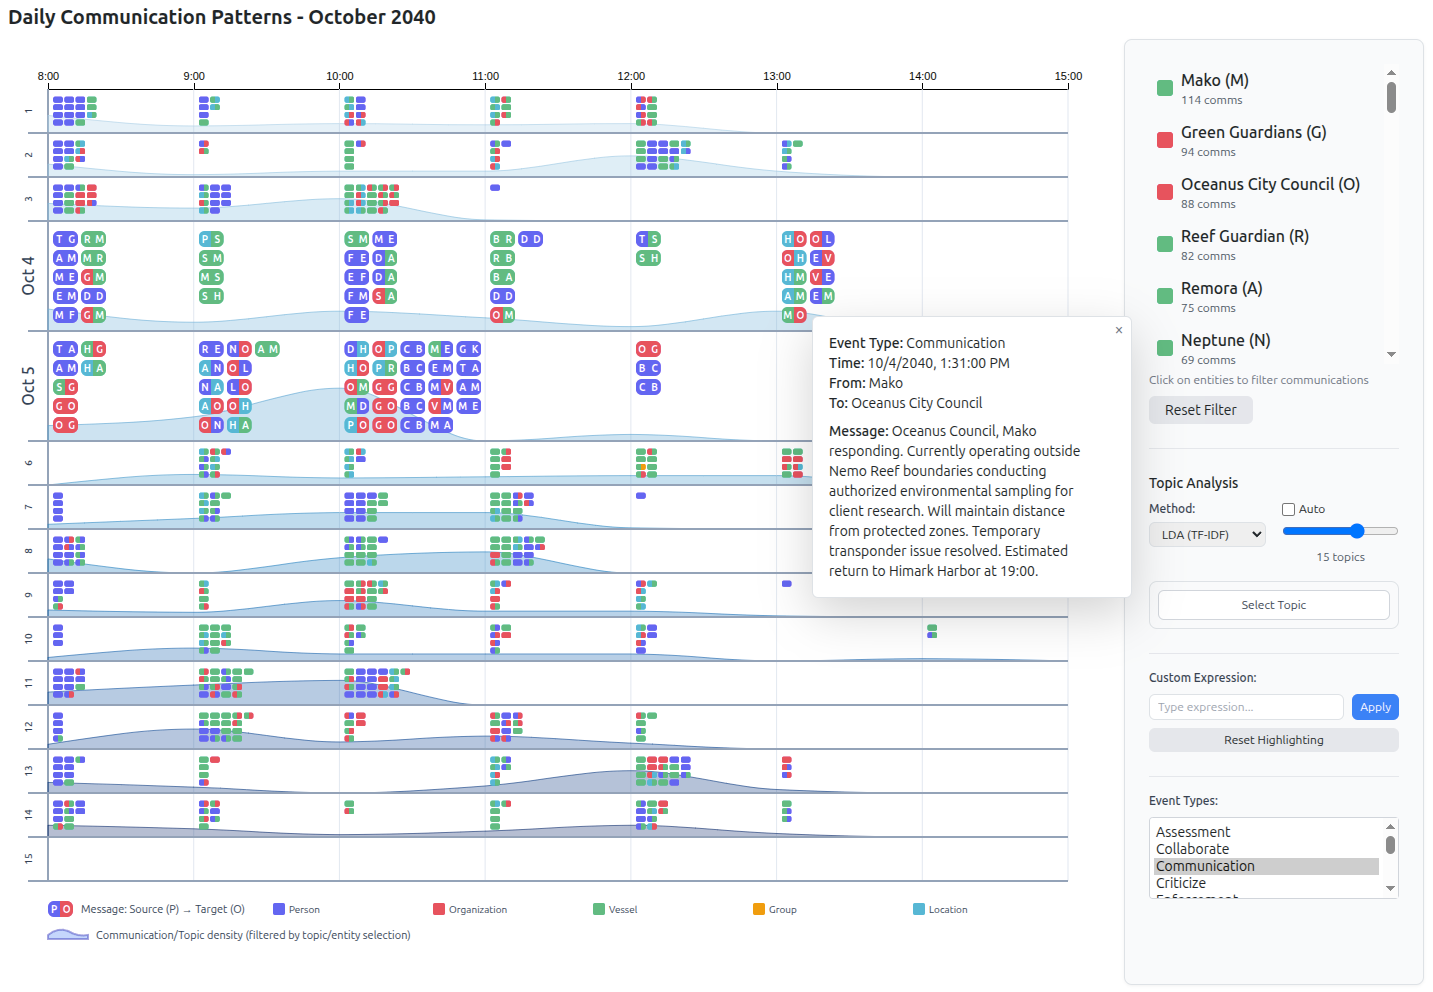 Daily Communication Patterns - October 2040
8:00 9:00 10:00 11:00 12:00 13:00 14:00 15:00
1
2
3
Oct 4
T G R M P S S M M E B R D D T S H O O L
A M M R S M F E D A R B S H O H E V
M E G M M S E F D A B A H M V E
E M D D S H F M S A D D A M E M
M F G M F E O M M O
Oct 5
T A H G R E N O A M D H O P C B M E G K O G
A M H A A N O L H O P R B C E M T A B C
S G N A L O O M G G C B M V A M C B
G O A O O H M D G O B C V M M E
O G O N H A P O G O C B M A
6
7
8
9
10
11
12
13
14
15
P O Message: Source (P) → Target (O)
Person
Organization
Vessel
Group
Location
Communication/Topic density (filtered by topic/entity selection)
×
Event Type: Communication
Time: 10/4/2040, 1:31:00 PM
From: Mako
To: Oceanus City Council
Message: Oceanus Council, Mako
responding. Currently operating outside
Nemo Reef boundaries conducting
authorized environmental sampling for
client research. Will maintain distance
from protected zones. Temporary
transponder issue resolved. Estimated
return to Himark Harbor at 19:00.
Mako (M)
114 comms
Green Guardians (G)
94 comms
Oceanus City Council (O)
88 comms
Reef Guardian (R)
82 comms
Remora (A)
75 comms
Neptune (N)
69 comms
Click on entities to filter communications
Reset Filter
Topic Analysis
Method:
Auto
LDA (TF-IDF)
15 topics
Select Topic
Custom Expression:
Type expression...
Apply
Reset Highlighting
Event Types:
Assessment
Collaborate
Communication
Criticize